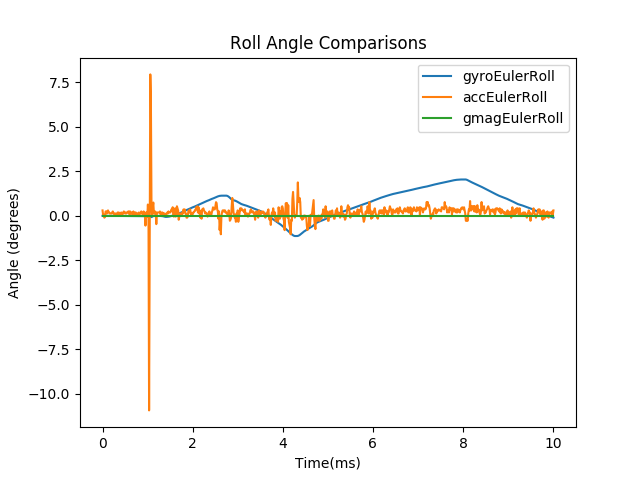 Roll Angle Comparisons
gyroEulerRoll
accEulerRoll
gmagEulerRoll
7.5
5.0
2.5
0.0
−2.5
−5.0
−7.5
−10.0
Angle (degrees)
0 2 4 6 8 10
Time(ms)